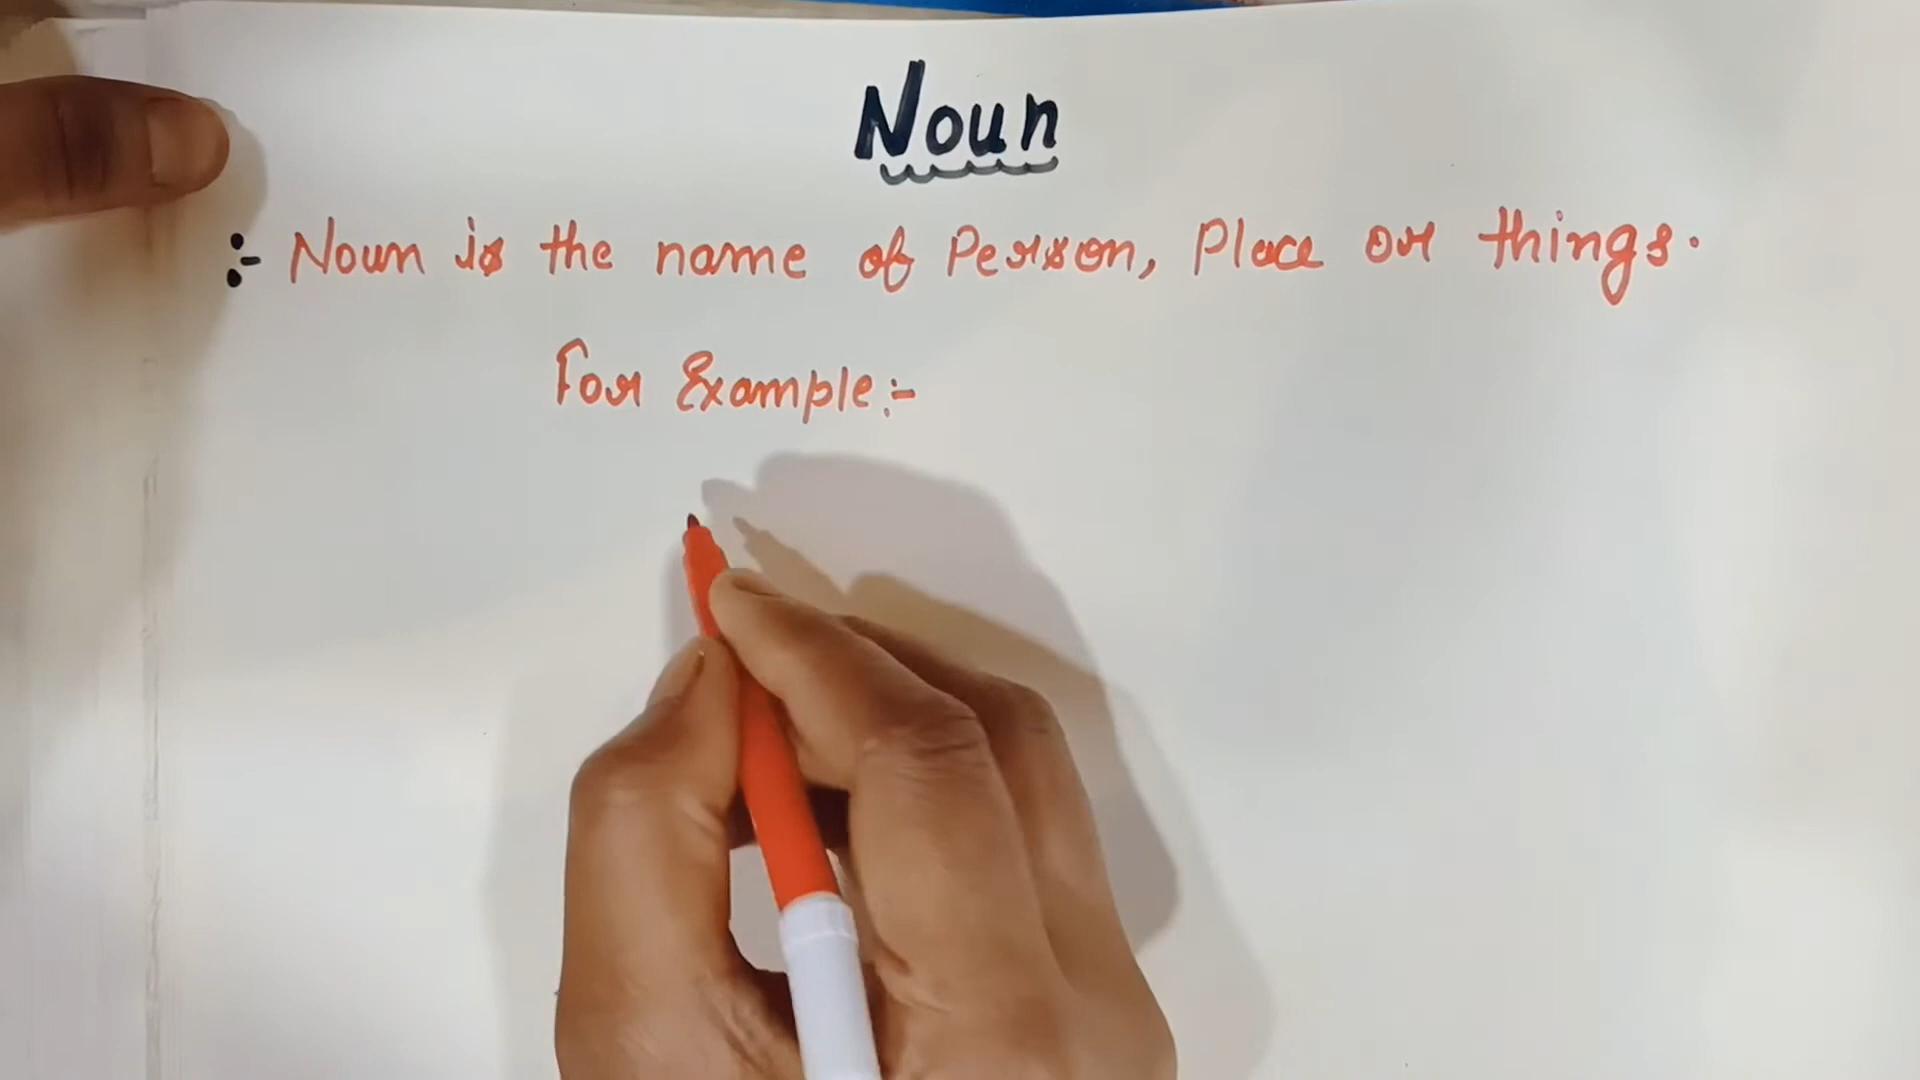 Noun
:- Noun is the name of Person, Place or things.
For Example:-